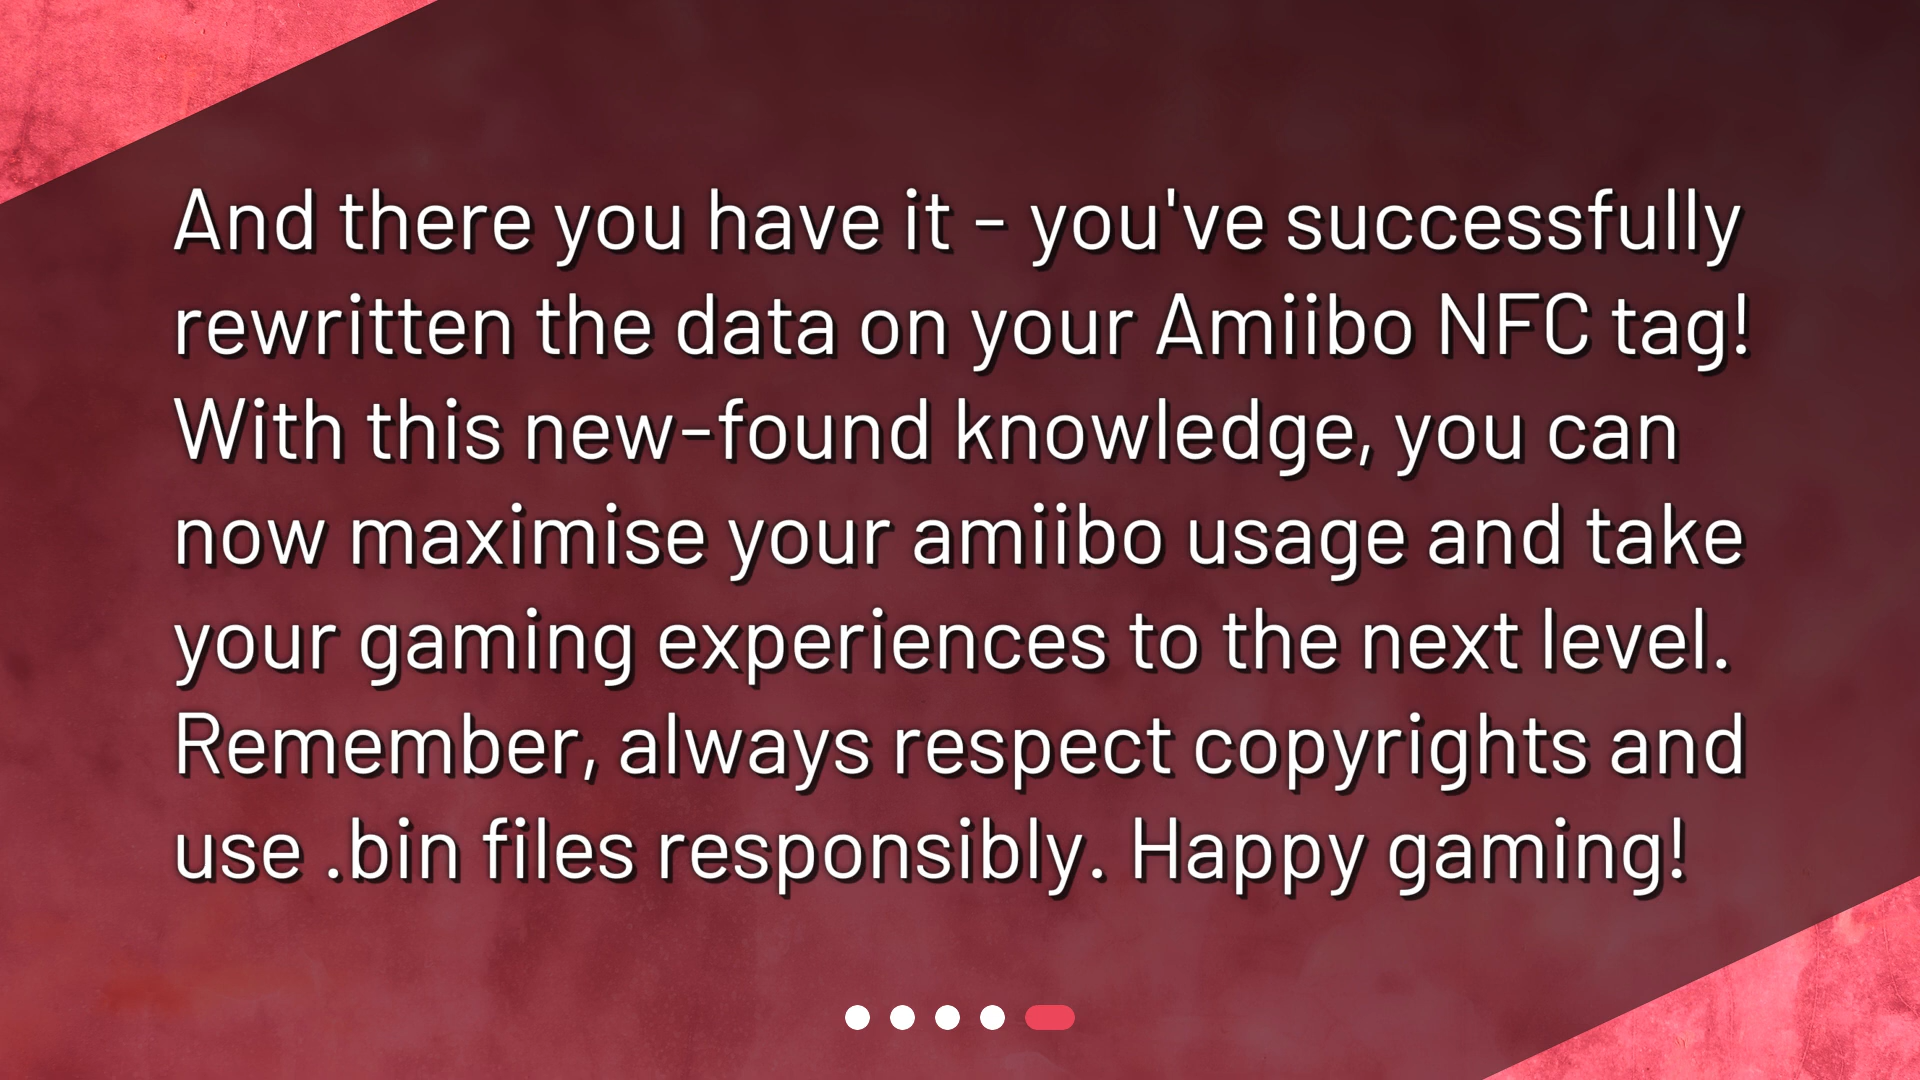 And there you have it - you've successfully
rewritten the data on your Amiibo NFC tag!
With this new-found knowledge, you can
now maximise your amiibo usage and take
your gaming experiences to the next level.
Remember, always respect copyrights and
use .bin files responsibly. Happy gaming!